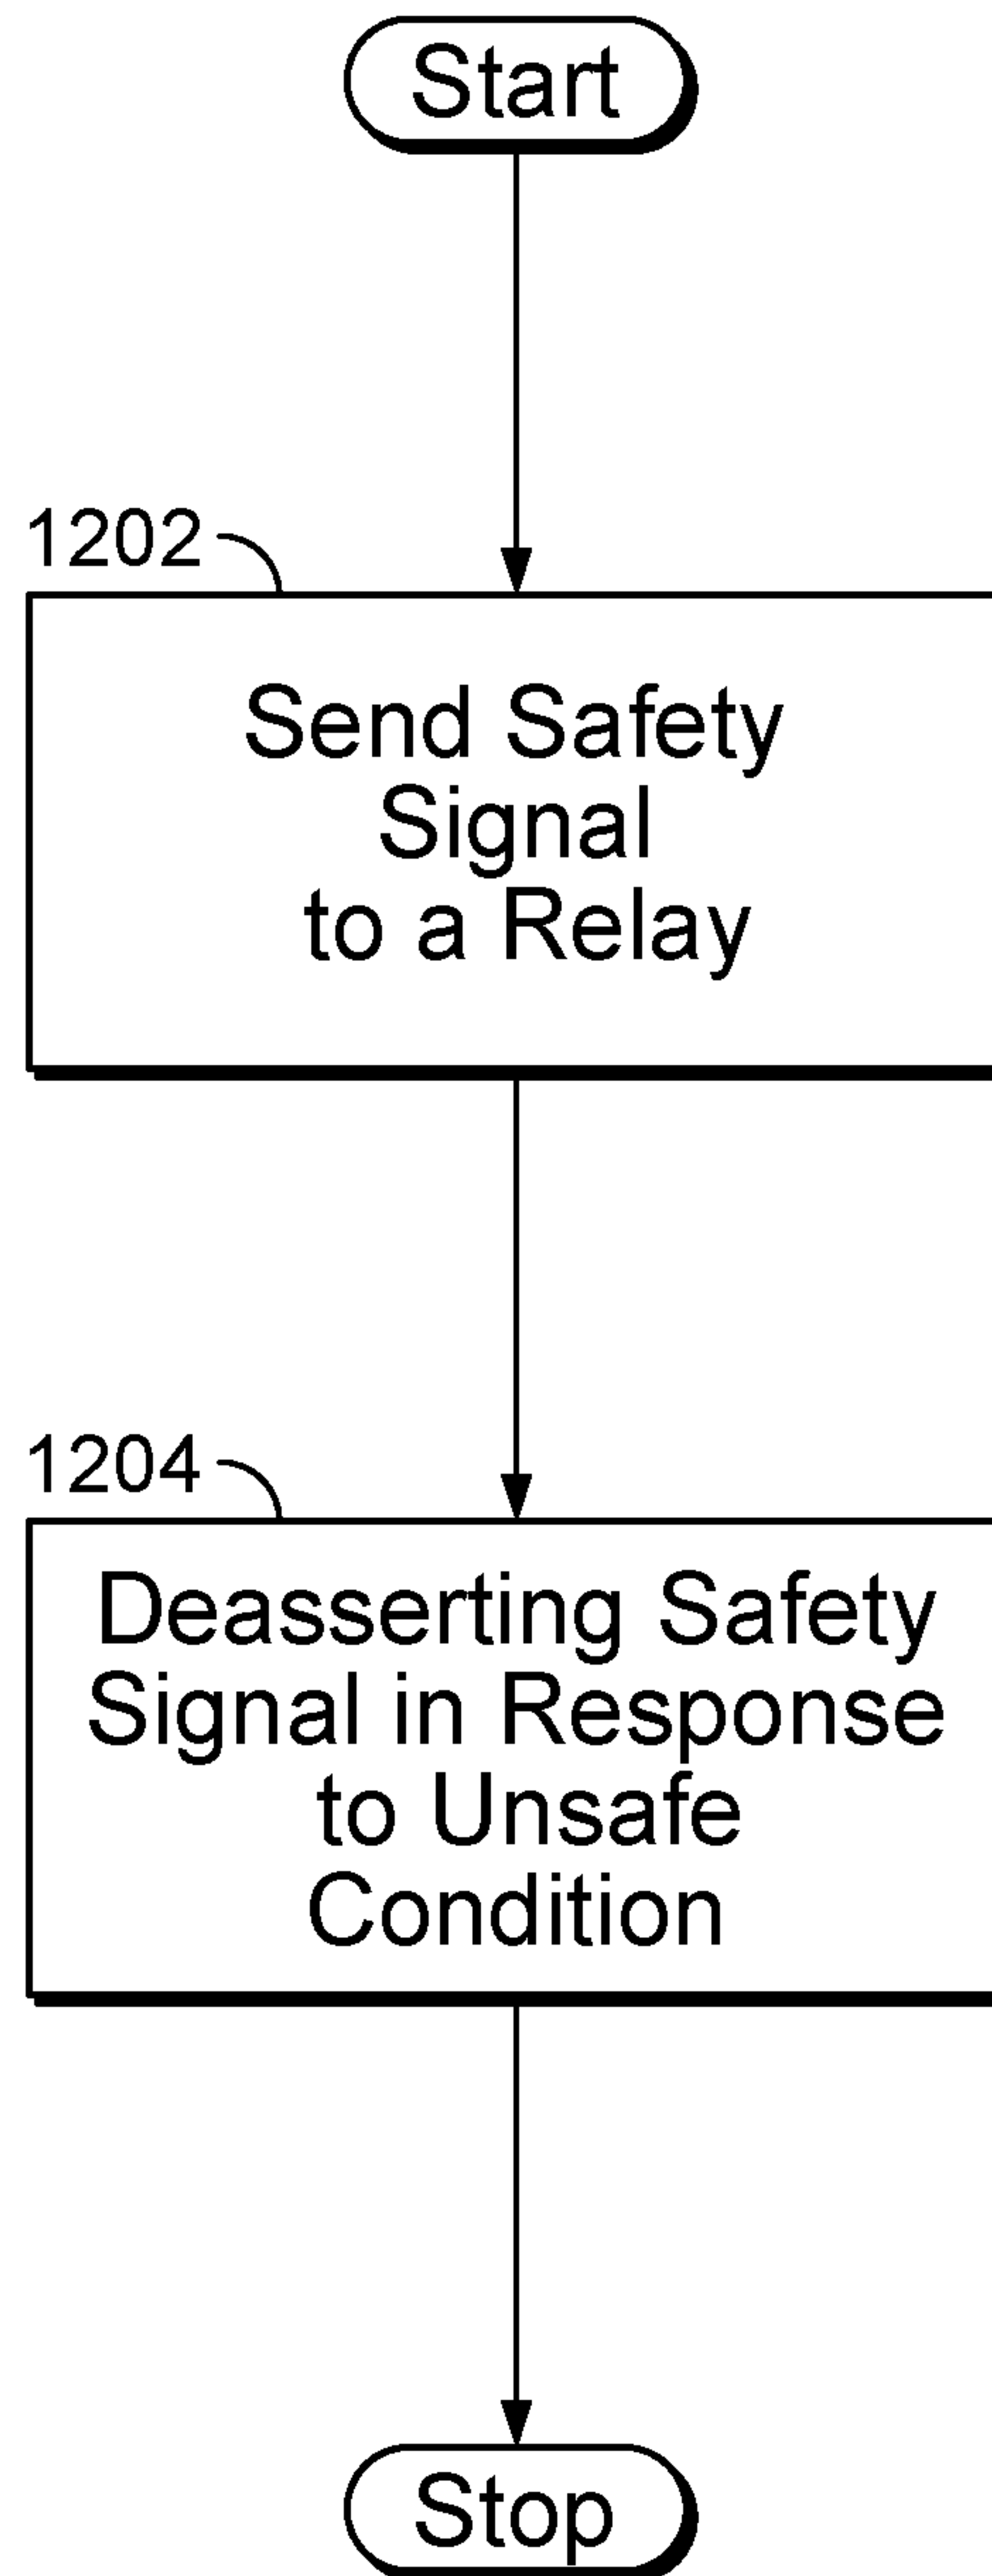 Start
1202
Send Safety
Signal
to a Relay
1204
Deasserting Safety
Signal in Response
to Unsafe
Condition
Stop